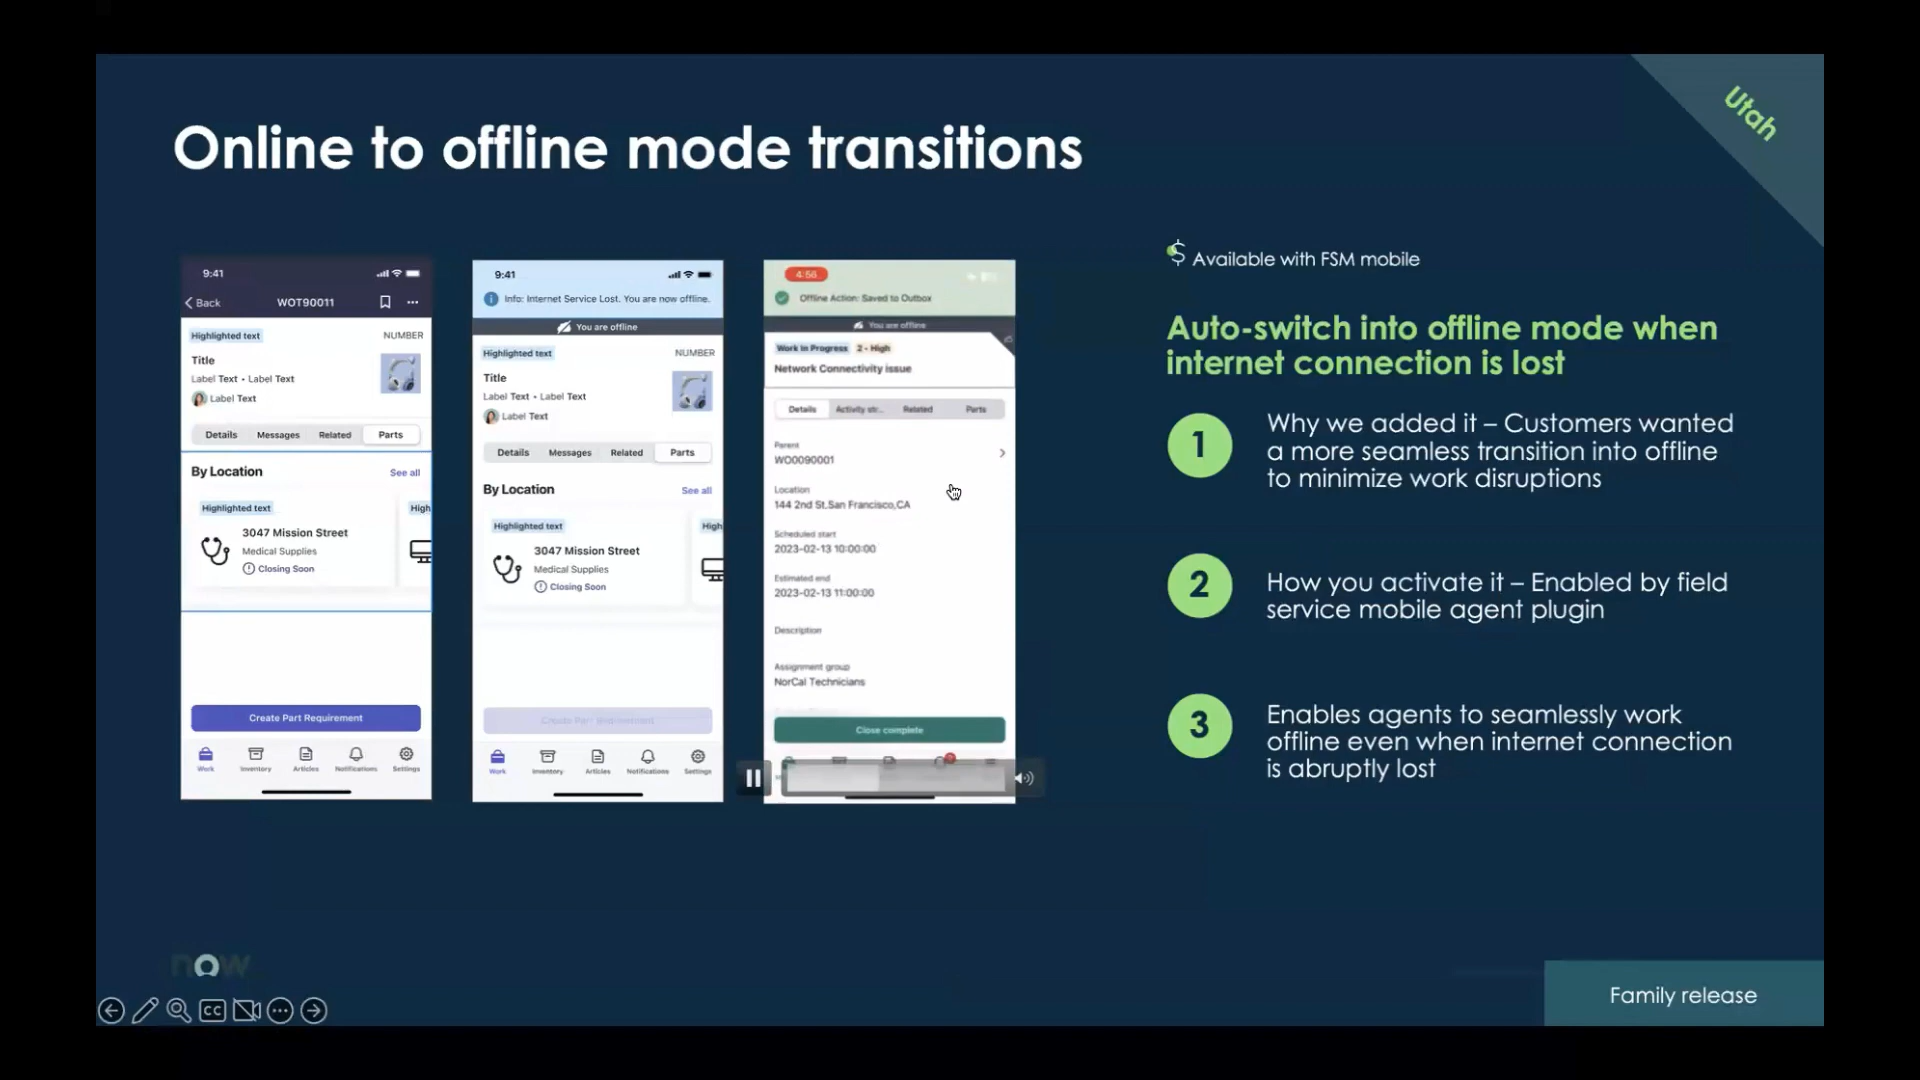 Utah
Online to offline mode transitions
9:41
Back
WOT90011
Highlighted text
NUMBER
Title
Label Text • Label Text
Label Text
Details
Messages
Related
Parts
By Location
See all
Highlighted text
High
3047 Mission Street
Medical Supplies
Closing Soon
Create Part Requirement
Work
Inventory
Articles
Notifications
Settings
9:41
Info: Internet Service Lost. You are now offline.
You are offline
Highlighted text
NUMBER
Title
Label Text • Label Text
Label Text
Details
Messages
Related
Parts
By Location
See all
Highlighted text
High
3047 Mission Street
Medical Supplies
Closing Soon
Create Part Requirement
Work
Inventory
Articles
Notifications
Settings
4:56
Offline Action: Saved to Outbox
You are offline
Work In Progress
2 - High
Network Connectivity issue
Details
Activity str...
Related
Parts
Parent
WO0090001
Location
144 2nd St,San Francisco,CA
Scheduled start
2023-02-13 10:00:00
Estimated end
2023-02-13 11:00:00
Description
Assignment group
NorCal Technicians
Close complete
$ Available with FSM mobile
Auto-switch into offline mode when
internet connection is lost
1
Why we added it – Customers wanted
a more seamless transition into offline
to minimize work disruptions
2
How you activate it – Enabled by field
service mobile agent plugin
3
Enables agents to seamlessly work
offline even when internet connection
is abruptly lost
now
CC
Family release